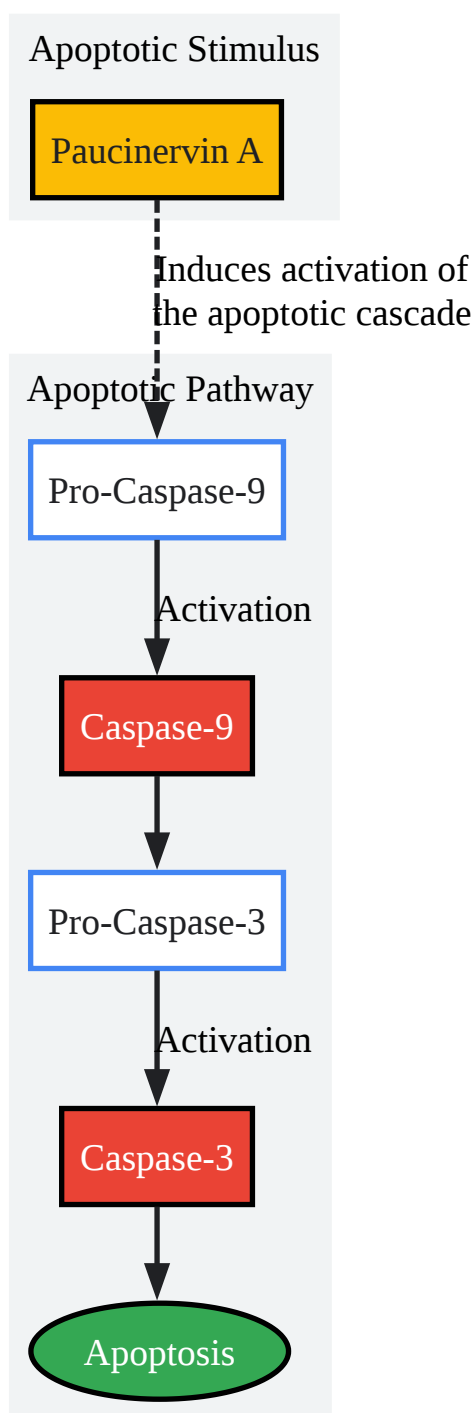 Apoptotic Stimulus
Paucinervin A
Induces activation of
the apoptotic cascade
Apoptotic Pathway
Pro-Caspase-9
Activation
Caspase-9
Pro-Caspase-3
Activation
Caspase-3
Apoptosis